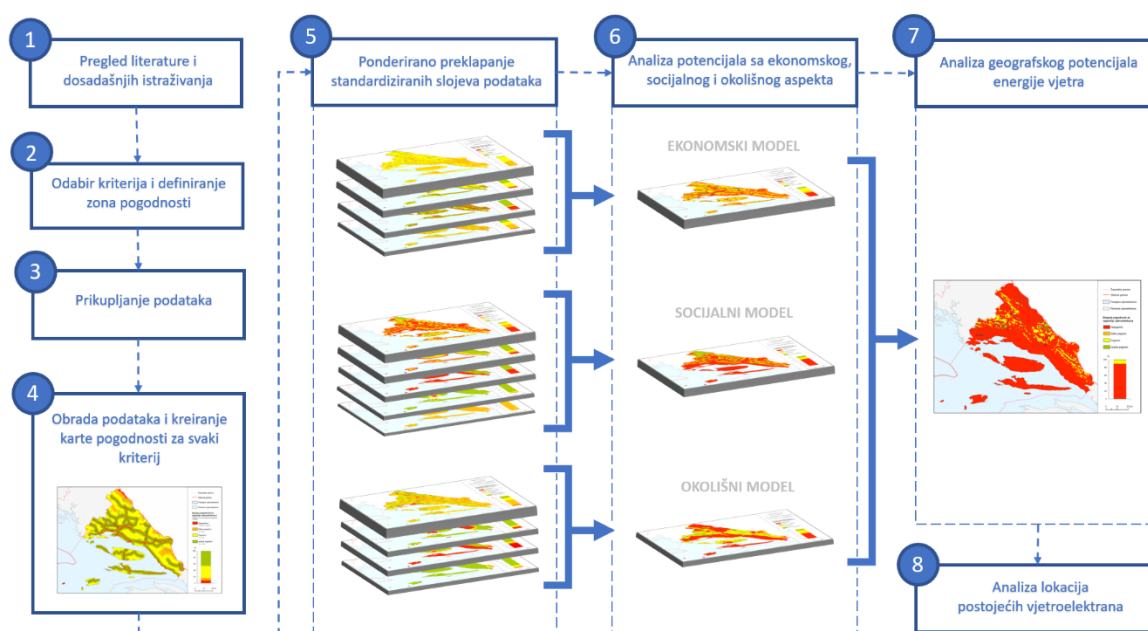 1
Pregled literature i
dosadašnjih istraživanja
2
Odabir kriterija i definiranje
zona pogodnosti
3
Prikupljanje podataka
4
Obrada podataka i kreiranje
karte pogodnosti za svaki
kriterij
5
Ponderirano preklapanje
standardiziranih slojeva podataka
6
Analiza potencijala sa ekonomskog,
socijalnog i okolišnog aspekta
EKONOMSKI MODEL
SOCIJALNI MODEL
OKOLIŠNI MODEL
7
Analiza geografskog potencijala
energije vjetra
8
Analiza lokacija
postojećih vjetroelektrana